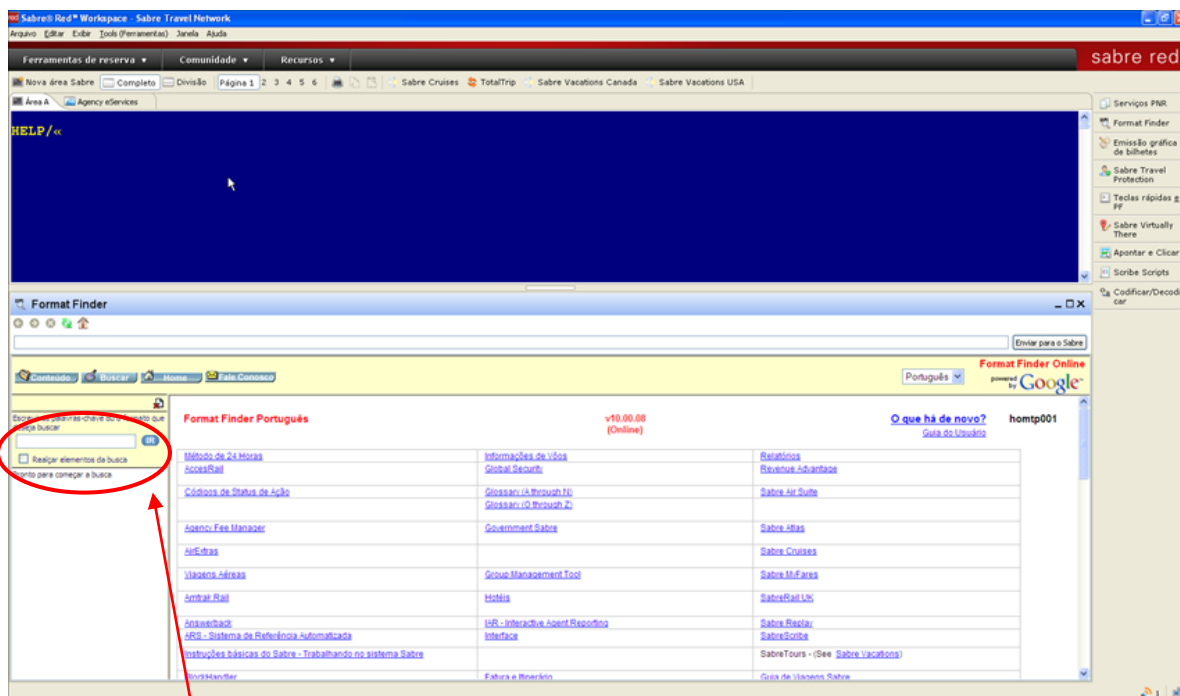 Sabre® Red™ Workspace - Sabre Travel Network
Arquivo Editar Exibir Tools (Ferramentas) Janela Ajuda
Ferramentas de reserva Comunidade Recursos
sabre red
Nova área Sabre Completo Divisão Página 1 2 3 4 5 6 Sabre Cruises TotalTrip Sabre Vacations Canada Sabre Vacations USA
Área A Agency eServices
HELP/«
Serviços PNR
Format Finder
Emissão gráfica de bilhetes
Sabre Travel Protection
Teclas rápidas e PF
Sabre Virtually There
Apontar e Clicar
Scribe Scripts
Codificar/Decodi
car
Format Finder
Enviar para o Sabre
Conteúdo Buscar Home Fale Conosco
Português
Format Finder Online
powered by Google
palavras-chave do o Formato que
buscar
IR
Realçar elementos da busca
Pronto para começar a busca
Format Finder Português
v10.00.08
(Online)
O que há de novo?
Guia do Usuário
homtp001
Método de 24 Horas Informações de Vôos Relatórios
AccesRail Global Security Revenue Advantage
Códigos de Status de Ação Glossary (A through N) Sabre Air Suite
Glossary (O through Z)
Agency Fee Manager Government Sabre Sabre Atlas
AirExtras Sabre Cruises
Viagens Aéreas Group Management Tool Sabre MyFares
Amtrak Rail Hotéis SabreRail UK
Answerback IAR - Interactive Agent Reporting Sabre Replay
ARS - Sistema de Referência Automatizada Interface SabreScribe
Instruções básicas do Sabre - Trabalhando no sistema Sabre SabreTours - (See Sabre Vacations)
BlockHandler Fatura e Itinerário Guia de Viagens Sabre
1